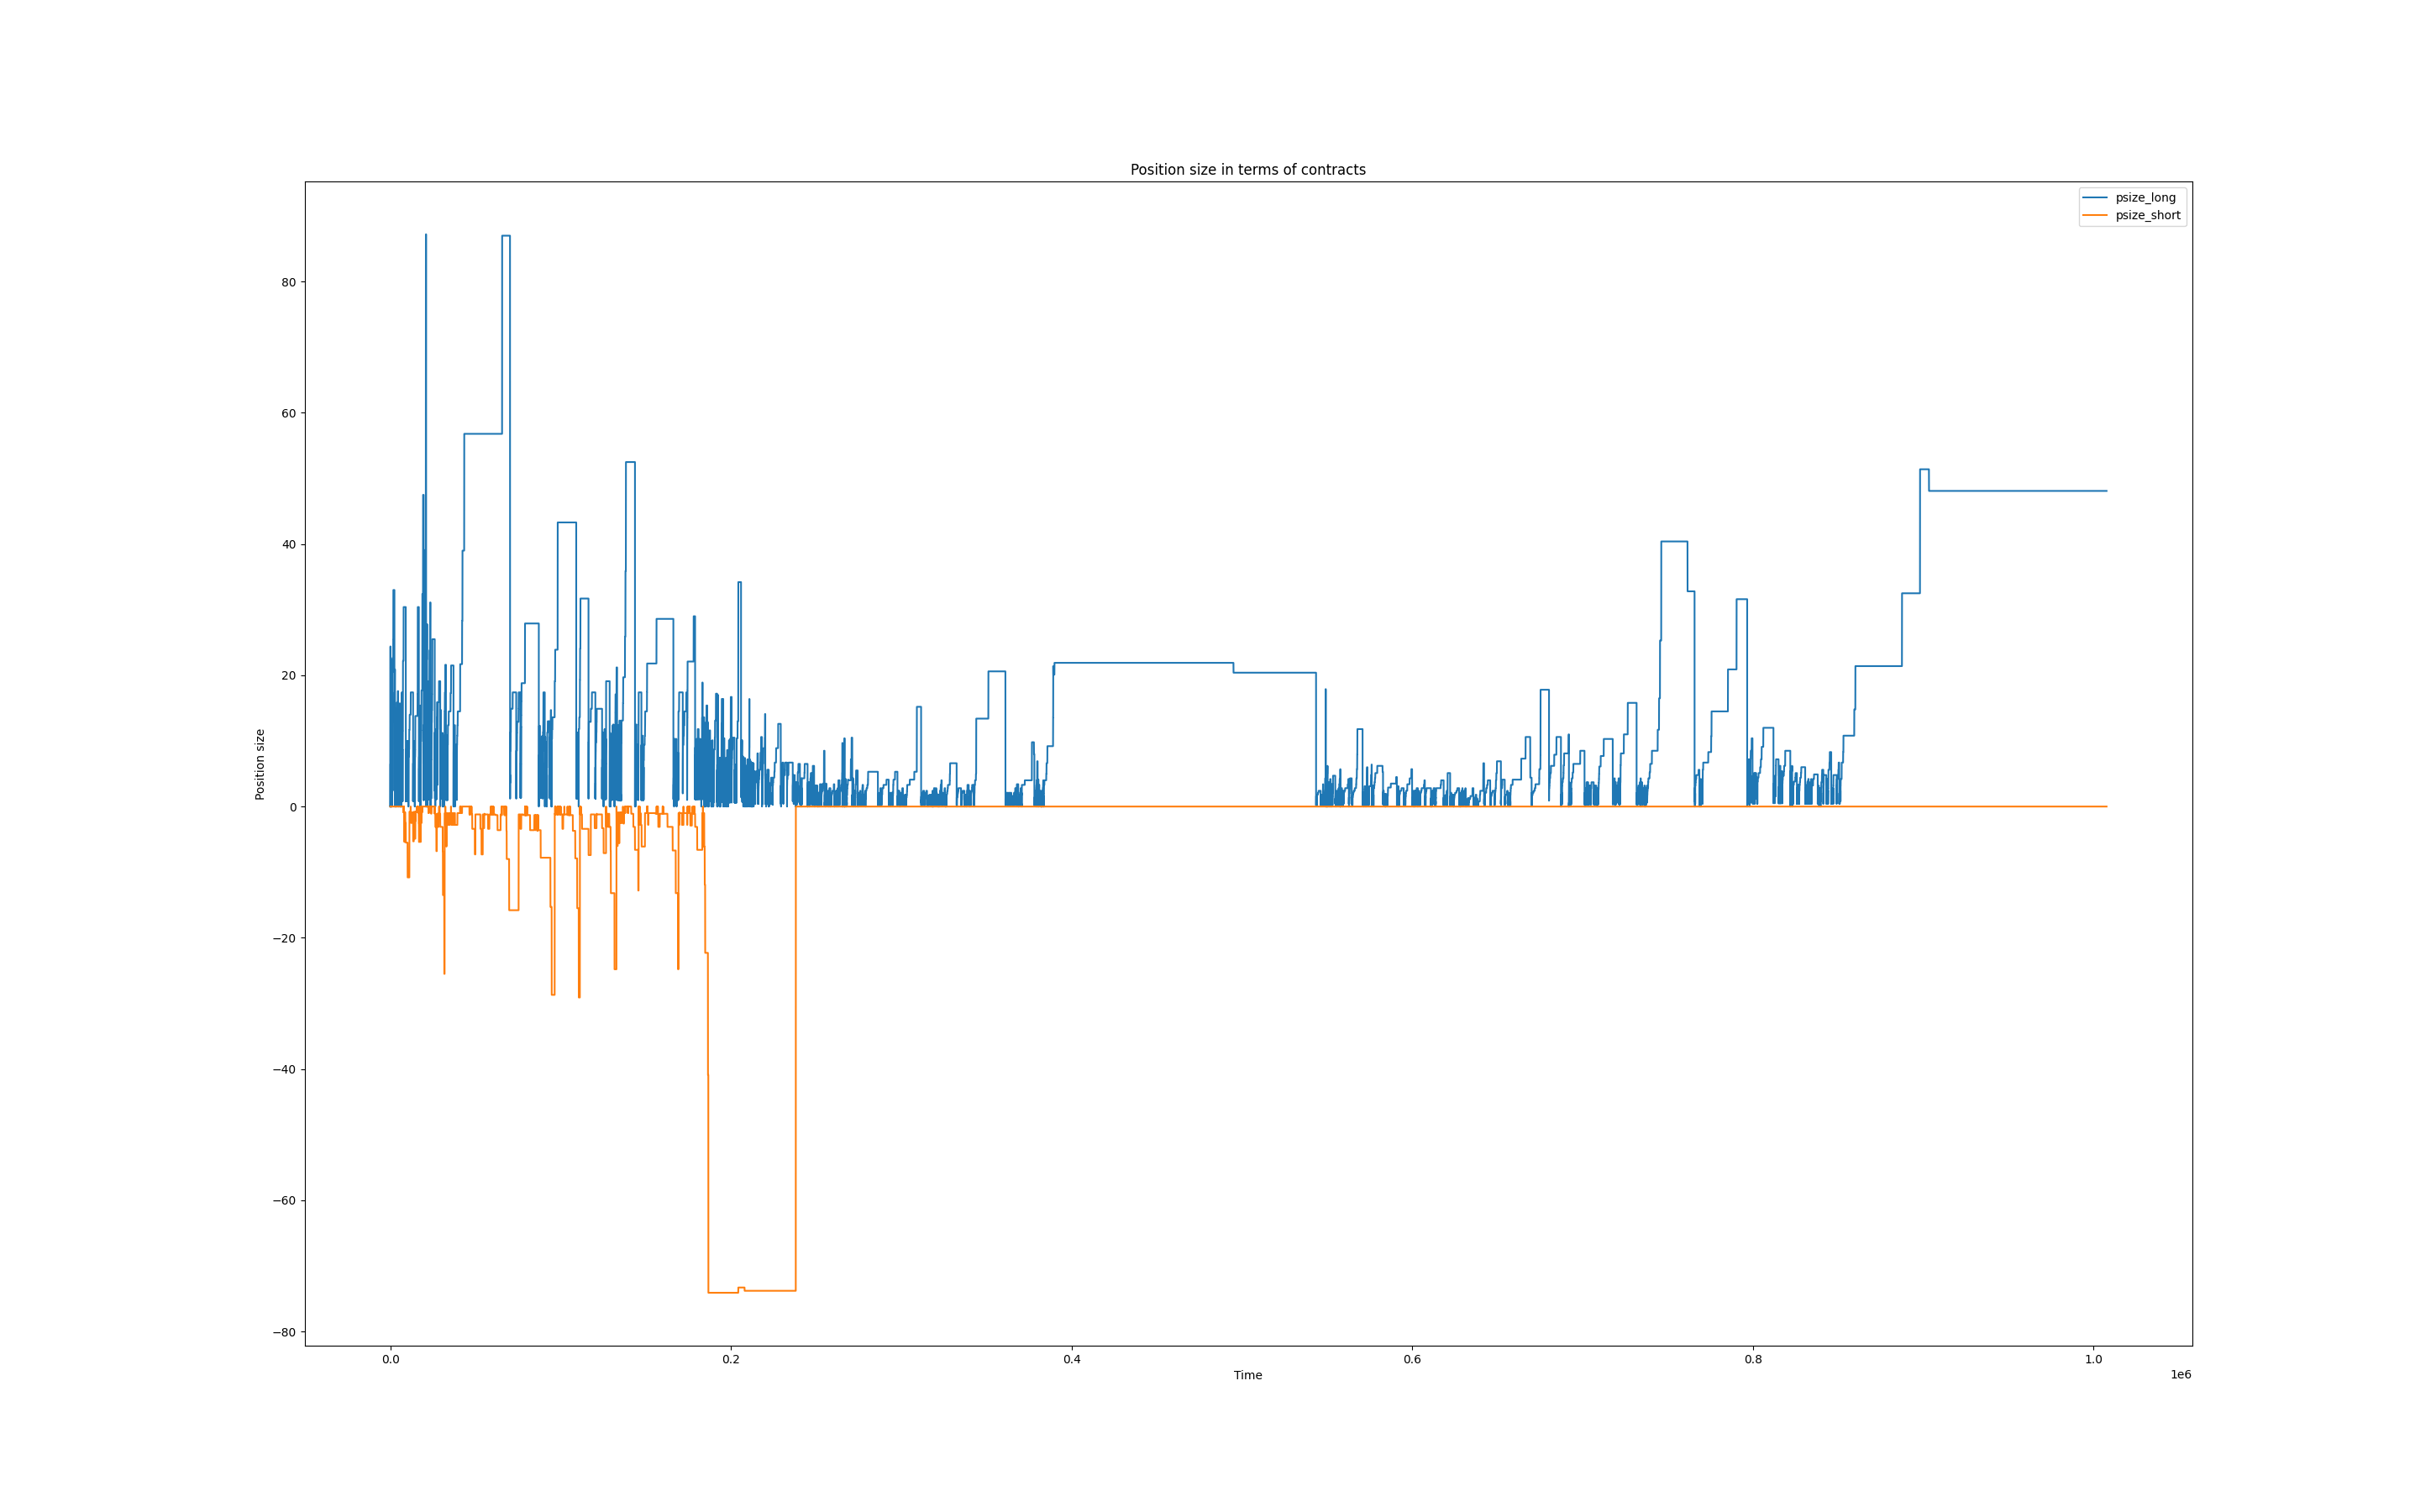 Position size in terms of contracts
psize_long
psize_short
Position size
80
60
40
20
0
−20
−40
−60
−80
0.0 0.2 0.4 0.6 0.8 1.0
Time
1e6